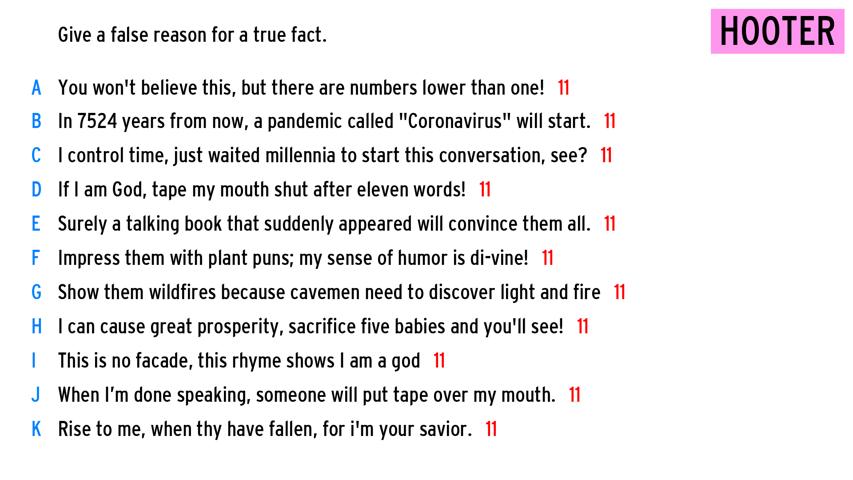 Give a false reason for a true fact.
HOOTER
A You won't believe this, but there are numbers lower than one! 11
B In 7524 years from now, a pandemic called "Coronavirus" will start. 11
C I control time, just waited millennia to start this conversation, see? 11
D If I am God, tape my mouth shut after eleven words! 11
E Surely a talking book that suddenly appeared will convince them all. 11
F Impress them with plant puns; my sense of humor is di-vine! 11
G Show them wildfires because cavemen need to discover light and fire 11
H I can cause great prosperity, sacrifice five babies and you'll see! 11
I This is no facade, this rhyme shows I am a god 11
J When I'm done speaking, someone will put tape over my mouth. 11
K Rise to me, when thy have fallen, for i'm your savior. 11